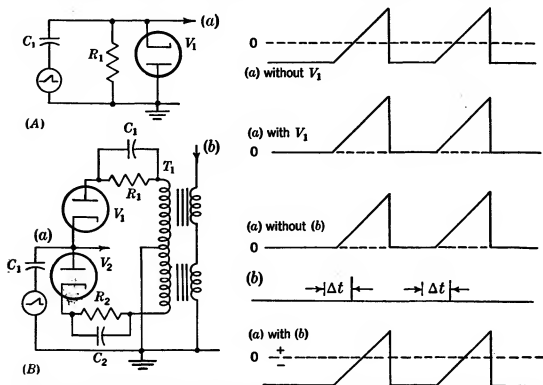 (a)
C1
R1
V1
(A)
0
(a) without V1
(a) with V1
0
C1
T1
(b)
R1
V1
(a)
C1
V2
R2
C2
(B)
(a) without (b)
0
(b)
Δt
Δt
(a) with (b)
0
+
−